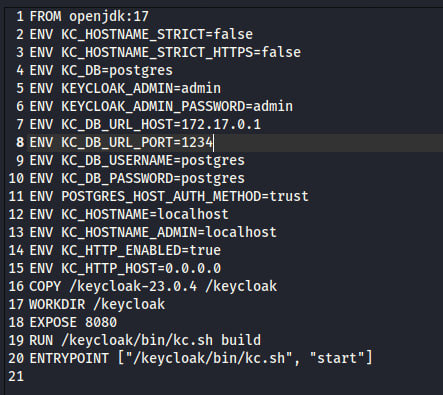 1 FROM openjdk:17
2 ENV KC_HOSTNAME_STRICT=false
3 ENV KC_HOSTNAME_STRICT_HTTPS=false
4 ENV KC_DB=postgres
5 ENV KEYCLOAK_ADMIN=admin
6 ENV KEYCLOAK_ADMIN_PASSWORD=admin
7 ENV KC_DB_URL_HOST=172.17.0.1
8 ENV KC_DB_URL_PORT=1234
9 ENV KC_DB_USERNAME=postgres
10 ENV KC_DB_PASSWORD=postgres
11 ENV POSTGRES_HOST_AUTH_METHOD=trust
12 ENV KC_HOSTNAME=localhost
13 ENV KC_HOSTNAME_ADMIN=localhost
14 ENV KC_HTTP_ENABLED=true
15 ENV KC_HTTP_HOST=0.0.0.0
16 COPY /keycloak-23.0.4 /keycloak
17 WORKDIR /keycloak
18 EXPOSE 8080
19 RUN /keycloak/bin/kc.sh build
20 ENTRYPOINT ["/keycloak/bin/kc.sh", "start"]
21